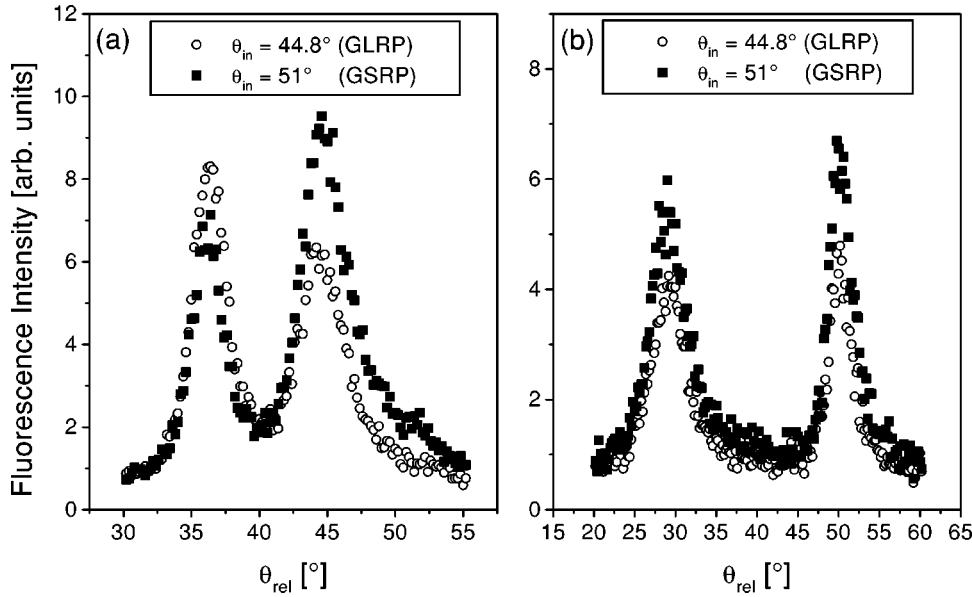 Fluorescence Intensity [arb. units]
(a)
θin = 44.8° (GLRP)
θin = 51° (GSRP)
12
10
8
6
4
2
0
30 35 40 45 50 55
θrel [°]
(b)
θin = 44.8° (GLRP)
θin = 51° (GSRP)
8
6
4
2
0
15 20 25 30 35 40 45 50 55 60 65
θrel [°]